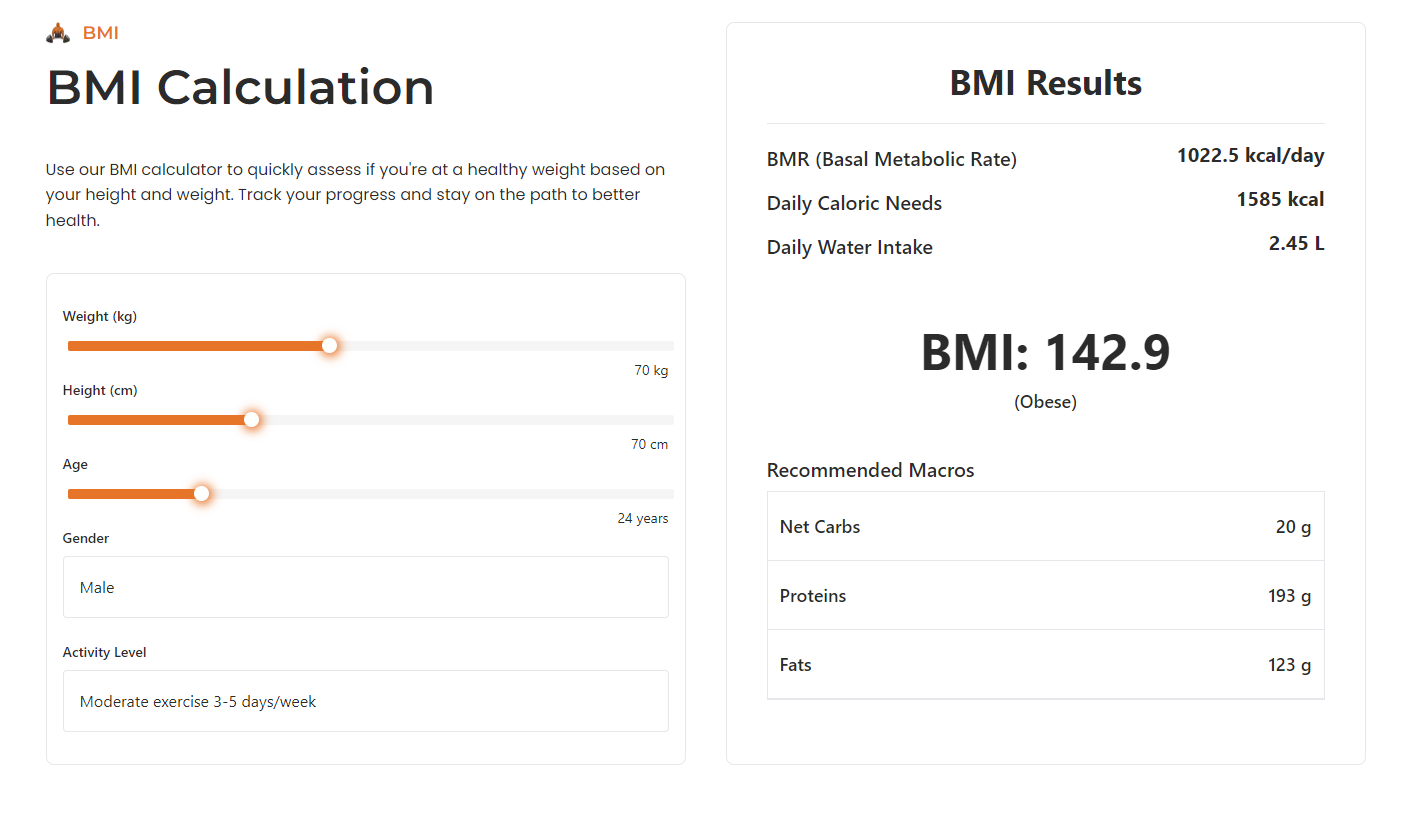 BMI
BMI Calculation
Use our BMI calculator to quickly assess if you're at a healthy weight based on
your height and weight. Track your progress and stay on the path to better
health.
Weight (kg)
70 kg
Height (cm)
70 cm
Age
24 years
Gender
Male
Activity Level
Moderate exercise 3-5 days/week
BMI Results
BMR (Basal Metabolic Rate) 1022.5 kcal/day
Daily Caloric Needs 1585 kcal
Daily Water Intake 2.45 L
BMI: 142.9
(Obese)
Recommended Macros
Net Carbs 20 g
Proteins 193 g
Fats 123 g